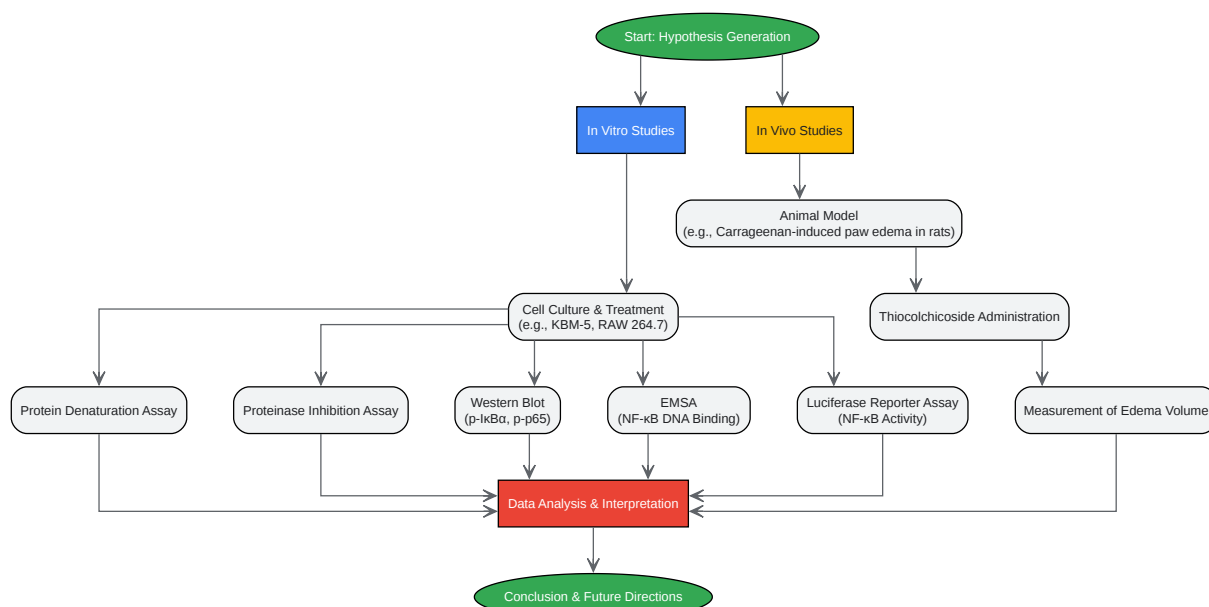 Start: Hypothesis Generation
In Vitro Studies
In Vivo Studies
Animal Model
(e.g., Carrageenan-induced paw edema in rats)
Cell Culture & Treatment
(e.g., KBM-5, RAW 264.7)
Thiocolchicoside Administration
Protein Denaturation Assay
Proteinase Inhibition Assay
Western Blot
(p-IκBα, p-p65)
EMSA
(NF-κB DNA Binding)
Luciferase Reporter Assay
(NF-κB Activity)
Measurement of Edema Volume
Data Analysis & Interpretation
Conclusion & Future Directions